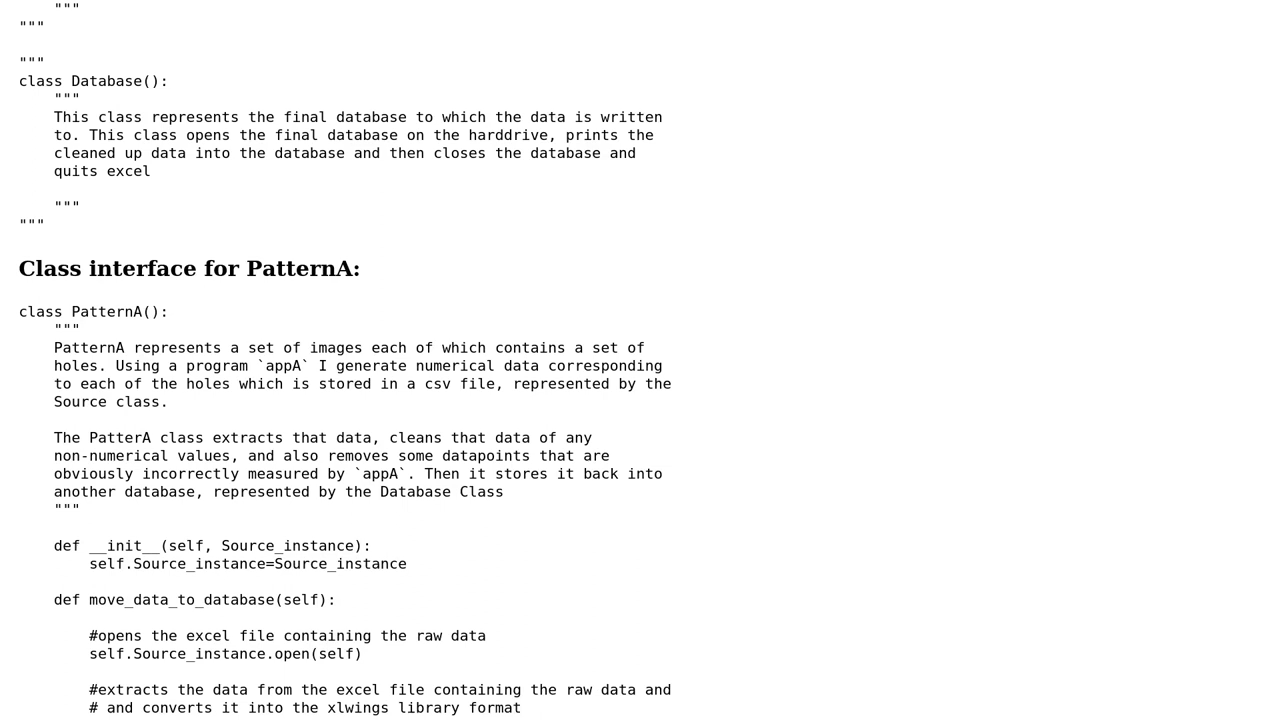 """
"""
"""
class Database():
"""
This class represents the final database to which the data is written
to. This class opens the final database on the harddrive, prints the
cleaned up data into the database and then closes the database and
quits excel
"""
"""
Class interface for PatternA:
class PatternA():
"""
PatternA represents a set of images each of which contains a set of
holes. Using a program `appA` I generate numerical data corresponding
to each of the holes which is stored in a csv file, represented by the
Source class.
The PatterA class extracts that data, cleans that data of any
non-numerical values, and also removes some datapoints that are
obviously incorrectly measured by `appA`. Then it stores it back into
another database, represented by the Database Class
"""
def __init__(self, Source_instance):
self.Source_instance=Source_instance
def move_data_to_database(self):
#opens the excel file containing the raw data
self.Source_instance.open(self)
#extracts the data from the excel file containing the raw data and
# and converts it into the xlwings library format